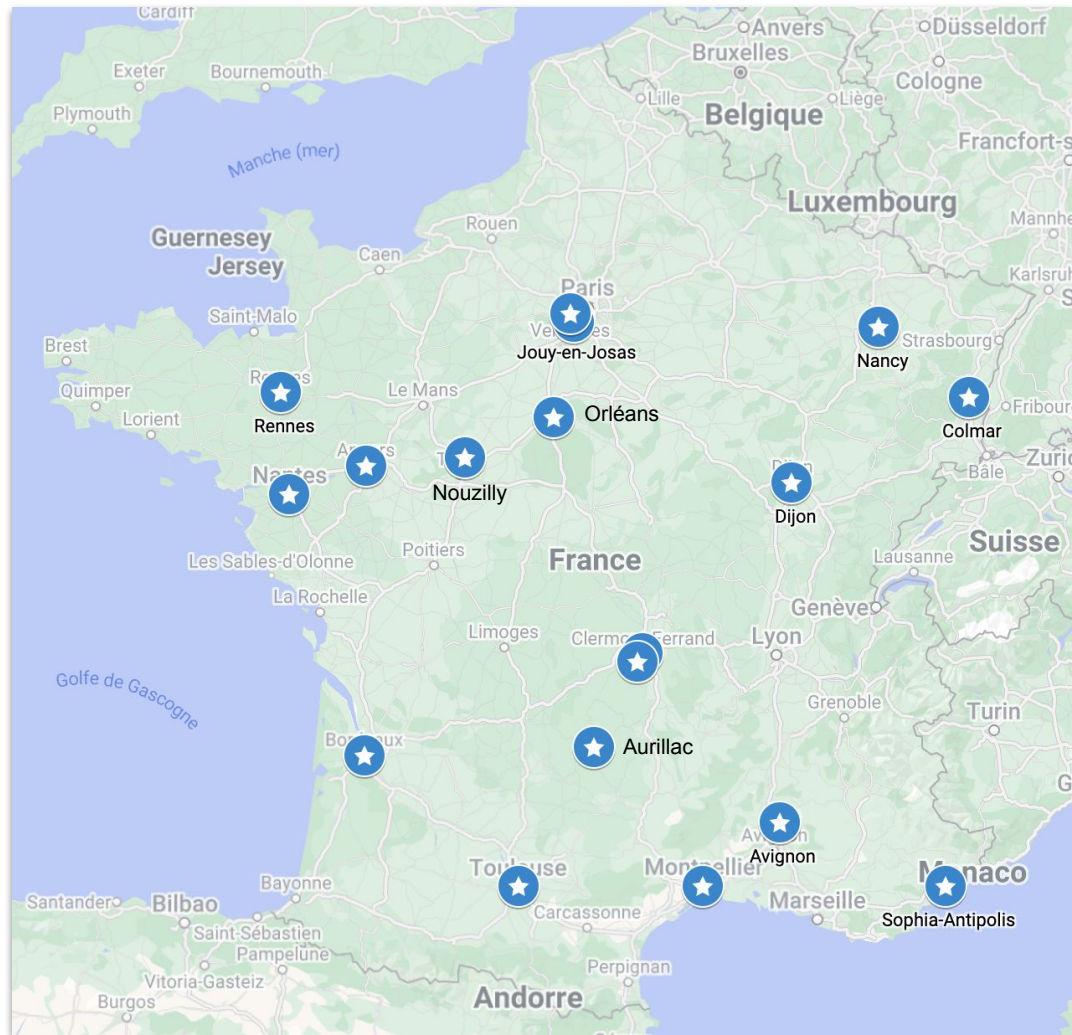 Cardiff
Anvers
Düsseldorf
Bruxelles
Exeter
Bournemouth
Cologne
Lille
Liège
Plymouth
Belgique
Francfort-s
Manche (mer)
Luxembourg
Rouen
Mannhe
Guernesey
Jersey
Caen
Karlsruh
Paris
Saint-Malo
Jouy-en-Josas
Nancy
Strasbourg
Brest
Quimper
Le Mans
Rennes
Orléans
Colmar
Fribour
Lorient
Bâle
Zuric
Nantes
Nouzilly
Dijon
Suisse
Poitiers
Les Sables-d'Olonne
France
Lausanne
La Rochelle
Genève
Limoges
Lyon
Golfe de Gascogne
Grenoble
Turin
Aurillac
Avignon
Toulouse
Montpellier
Monaco
Bayonne
Santander
Bilbao
Carcassonne
Marseille
Sophia-Antipolis
Saint-Sébastien
Pampelune
Perpignan
Vitoria-Gasteiz
Andorre
Burgos